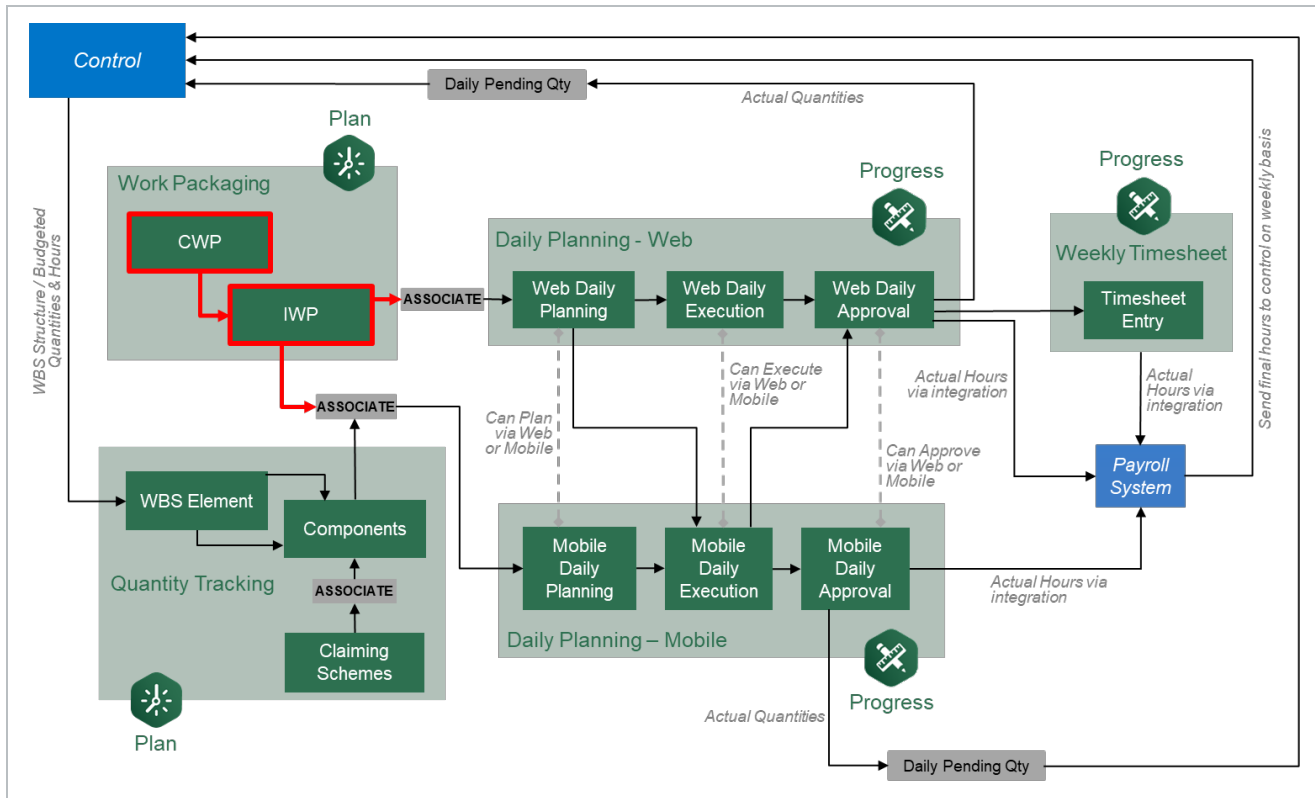 Control
Daily Pending Qty
Actual Quantities
Plan
Work Packaging
CWP
IWP
ASSOCIATE
WBS Structure / Budgeted
Quantities & Hours
Progress
Daily Planning - Web
Web Daily
Planning
Web Daily
Execution
Web Daily
Approval
Progress
Weekly Timesheet
Timesheet
Entry
Send final hours to control on weekly basis
Can Plan
via Web
or Mobile
Can Execute
via Web or
Mobile
Actual Hours
via integration
Can Approve
via Web or
Mobile
Actual
Hours via
integration
Payroll
System
ASSOCIATE
WBS Element
Components
Quantity Tracking
ASSOCIATE
Claiming
Schemes
Plan
Mobile
Daily
Planning
Mobile
Daily
Execution
Mobile
Daily
Approval
Daily Planning – Mobile
Actual Hours via
integration
Progress
Actual Quantities
Daily Pending Qty